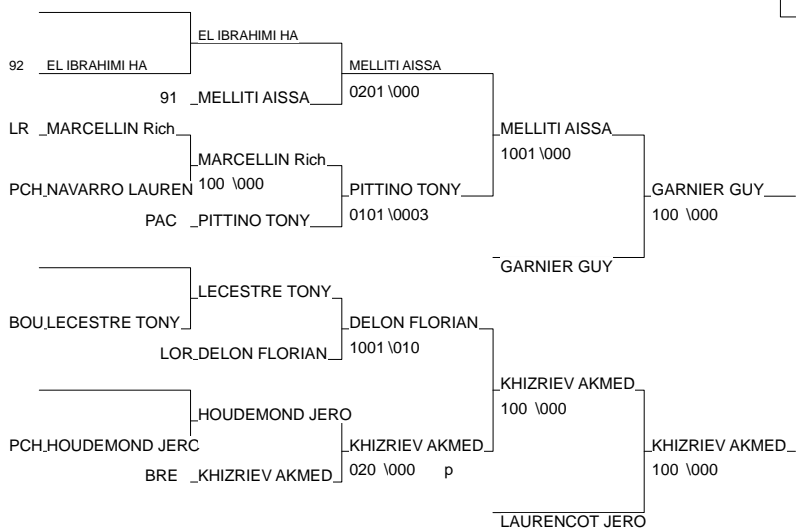 EL IBRAHIMI HA
92 EL IBRAHIMI HA MELLITI AISSA
91 MELLITI AISSA 0201 \000
LR MARCELLIN Rich MELLITI AISSA
1001 \000
MARCELLIN Rich
100 \000
PCH NAVARRO LAUREN PITTINO TONY GARNIER GUY
PAC PITTINO TONY 0101 \0003 100 \000
GARNIER GUY
LECESTRE TONY
BOU LECESTRE TONY DELON FLORIAN
LOR DELON FLORIAN 1001 \010
KHIZRIEV AKMED
100 \000
HOUDEMOND JERO
PCH HOUDEMOND JERC KHIZRIEV AKMED KHIZRIEV AKMED
BRE KHIZRIEV AKMED 020 \000 p 100 \000
LAURENCOT JERO